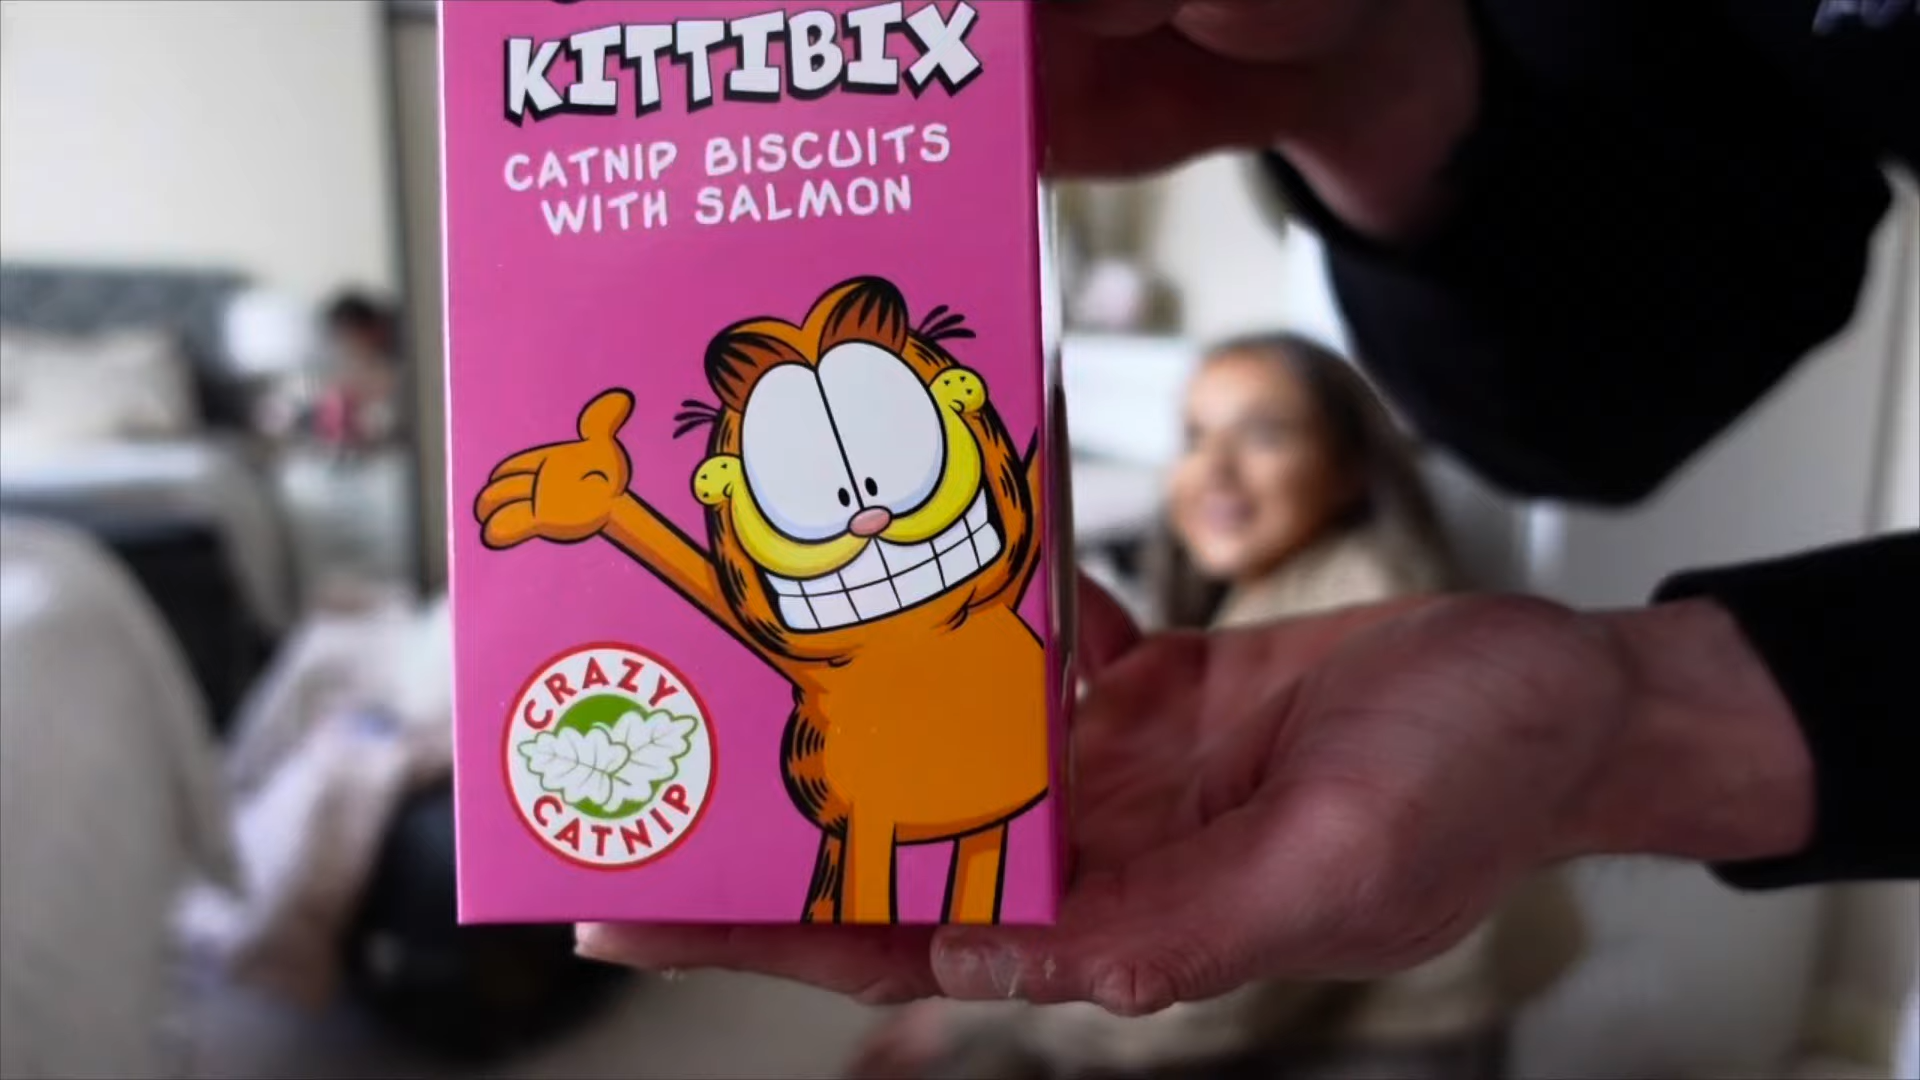 KITTIBIX
CATNIP BISCUITS
WITH SALMON
CRAZY
CATNIP